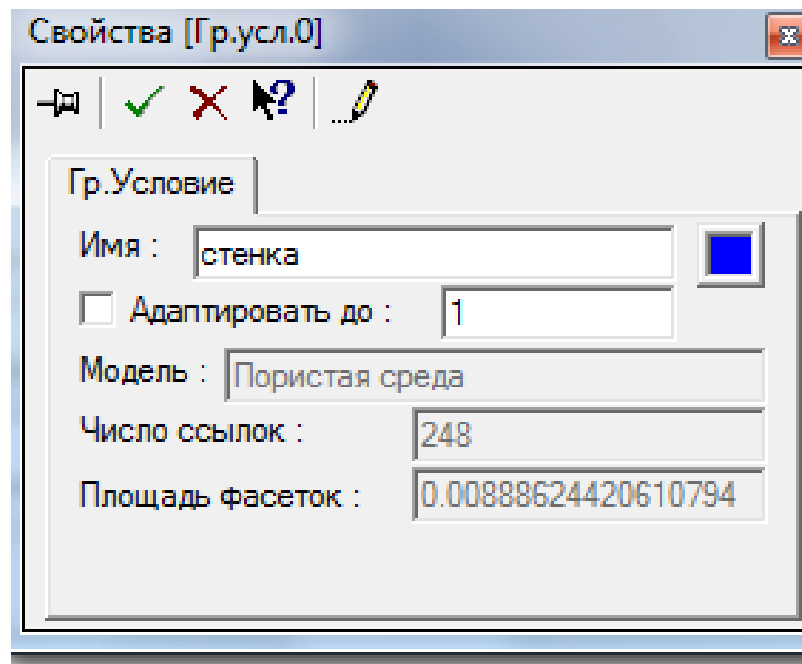 Свойства [Гр.усл.0]
Гр.Условие
Имя : стенка
Адаптировать до : 1
Модель : Пористая среда
Число ссылок : 248
Площадь фасеток : 0.00888624420610794